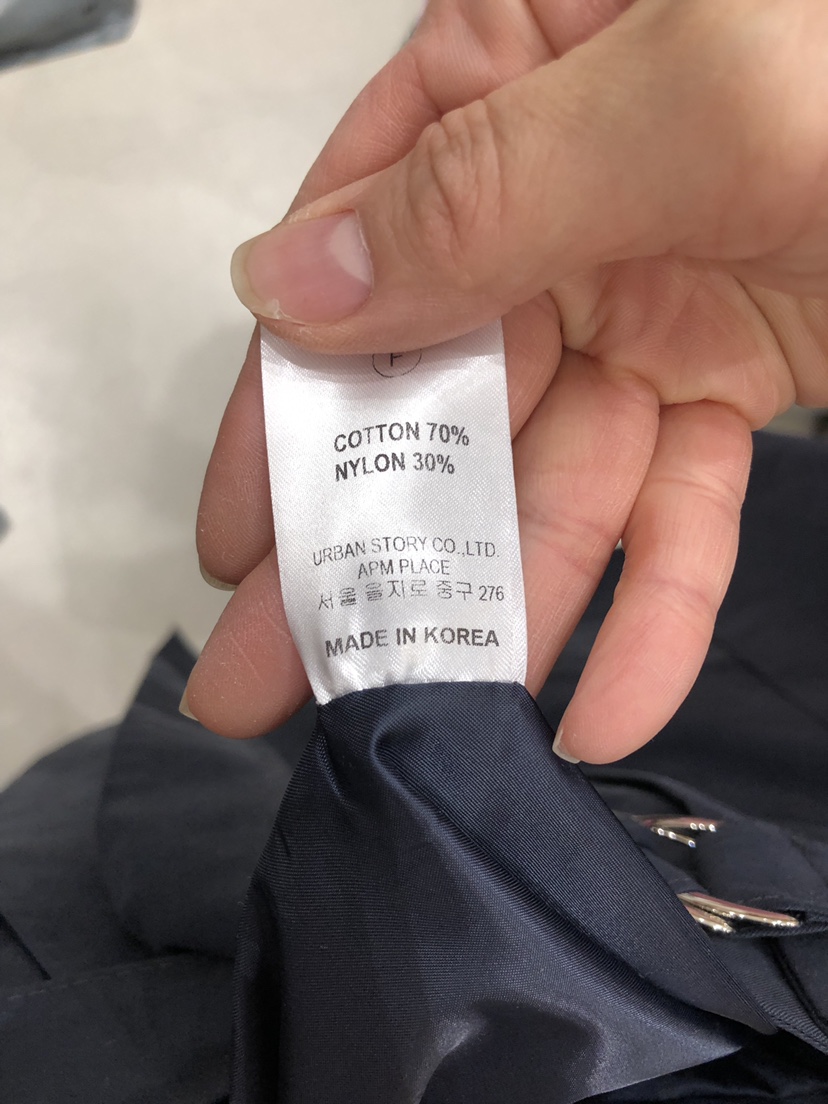 F
COTTON 70%
NYLON 30%
URBAN STORY CO.,LTD.
APM PLACE
서울 을지로 중구 276
MADE IN KOREA